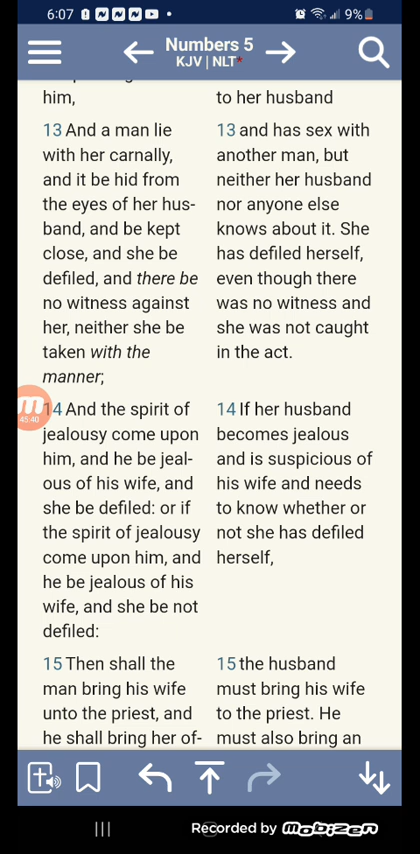 6:07 9%
Numbers 5
KJV | NLT*
him,
13 And a man lie
with her carnally,
and it be hid from
the eyes of her hus-
band, and be kept
close, and she be
defiled, and there be
no witness against
her, neither she be
taken with the
manner;
14 And the spirit of
jealousy come upon
him, and he be jeal-
ous of his wife, and
she be defiled: or if
the spirit of jealousy
come upon him, and
he be jealous of his
wife, and she be not
defiled:
15 Then shall the
man bring his wife
unto the priest, and
he shall bring her of-
to her husband
13 and has sex with
another man, but
neither her husband
nor anyone else
knows about it. She
has defiled herself,
even though there
was no witness and
she was not caught
in the act.
14 If her husband
becomes jealous
and is suspicious of
his wife and needs
to know whether or
not she has defiled
herself,
15 the husband
must bring his wife
to the priest. He
must also bring an
45:40
Recorded by Mobizen